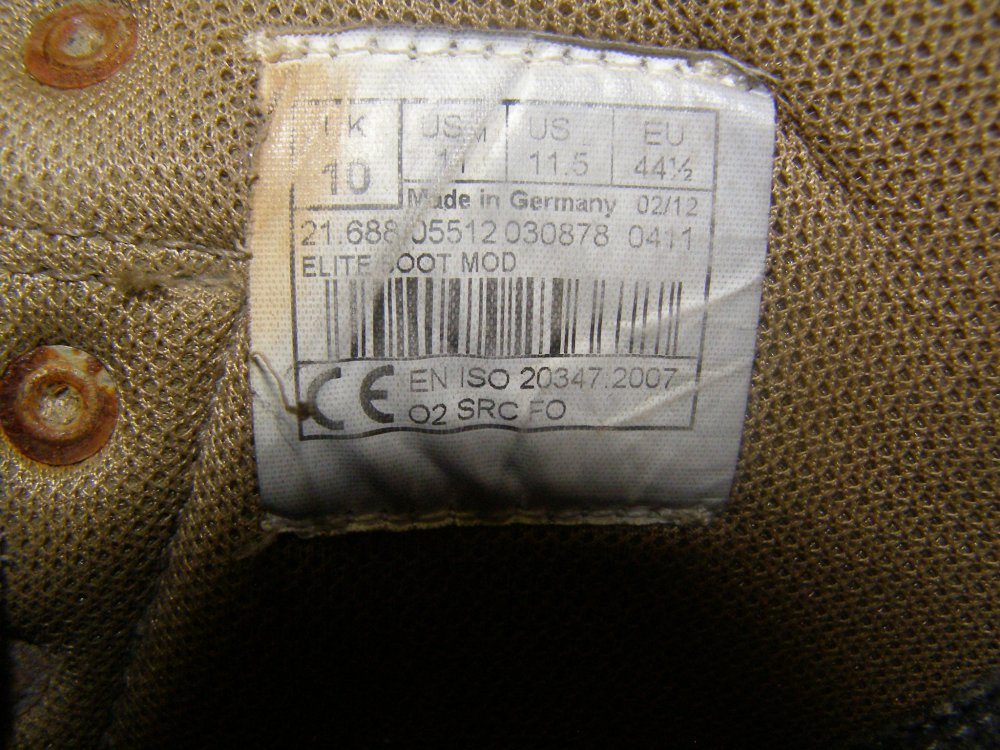 UK US M US EU
10 11 11.5 44½
Made in Germany 02/12
21.688 05512 030878 0411
ELITE BOOT MOD
CE EN ISO 20347:2007
O2 SRC FO